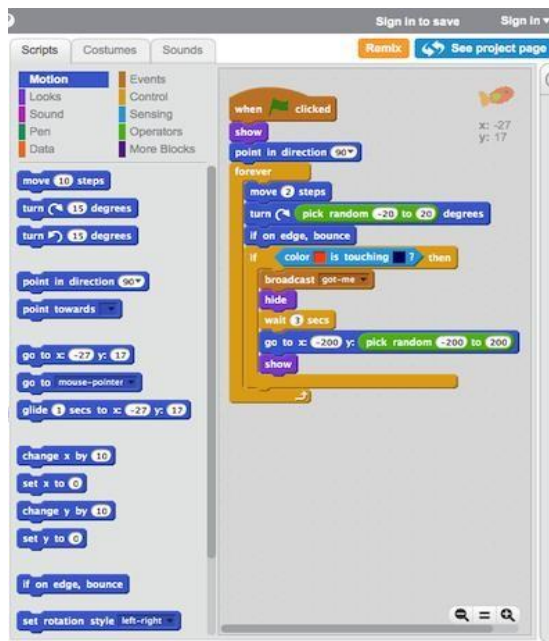 Sign in to save Sign in
Scripts Costumes Sounds
Remix See project page
Motion Events
Looks Control
Sound Sensing
Pen Operators
Data More Blocks
move 10 steps
turn 15 degrees
turn 15 degrees
point in direction 90
point towards
go to x: -27 y: 17
go to mouse-pointer
glide 1 secs to x: -27 y: 17
change x by 10
set x to 0
change y by 10
set y to 0
if on edge, bounce
set rotation style left-right
when clicked
show
point in direction 90
forever
move 2 steps
turn pick random -20 to 20 degrees
if on edge, bounce
if color is touching ? then
broadcast got-me
hide
wait 1 secs
go to x: -200 y: pick random -200 to 200
show
x: -27
y: 17